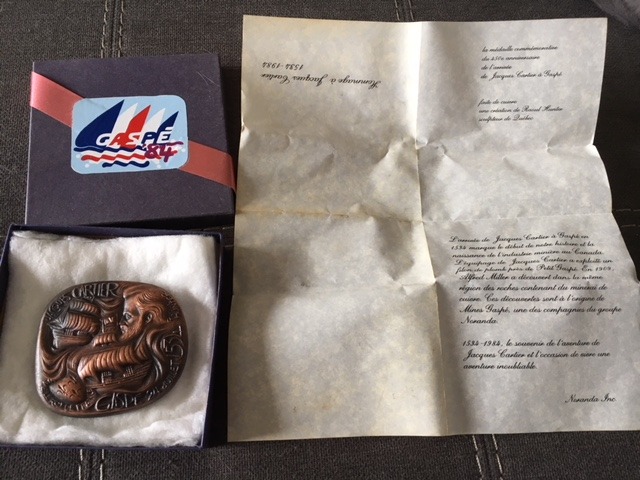 GASPÉ
'84
JACQUES CARTIER
GASPÉ
Hommage à Jacques Cartier
1534-1984
la médaille commémorative
du 450e anniversaire
de l'arrivée
de Jacques Cartier à Gaspé
faite de cuivre
une création de Raoul Hunter
sculpteur de Québec
L'arrivée de Jacques Cartier à Gaspé en
1534 marque le début de notre histoire et la
naissance de l'industrie minière au Canada.
L'équipage de Jacques Cartier a exploité un
filon de plomb près de Petit Gaspé. En 1909,
Alfred Miller a découvert dans la même
région des roches contenant du minerai de
cuivre. Ces découvertes sont à l'origine de
Mines Gaspé, une des compagnies du groupe
Noranda.
1534-1984, le souvenir de l'aventure de
Jacques Cartier et l'occasion de vivre une
aventure inoubliable.
Noranda Inc.